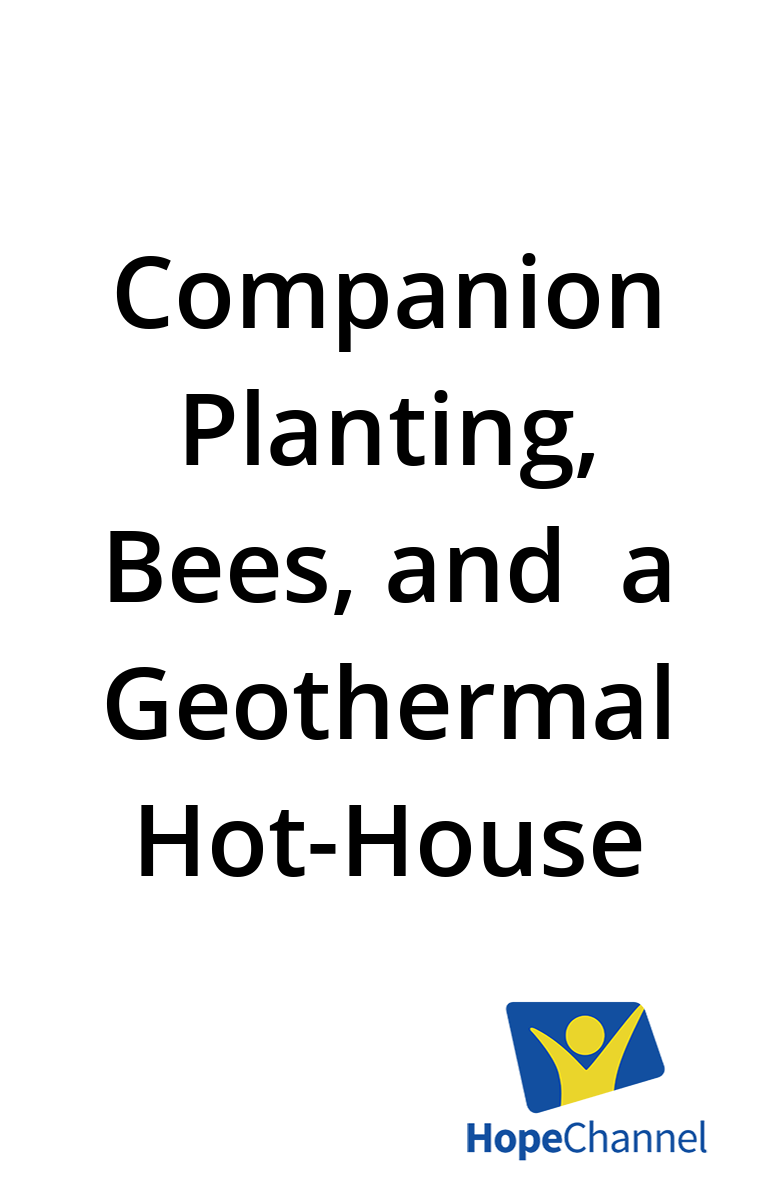 Companion
Planting,
Bees, and  a
Geothermal
Hot-House
HopeChannel